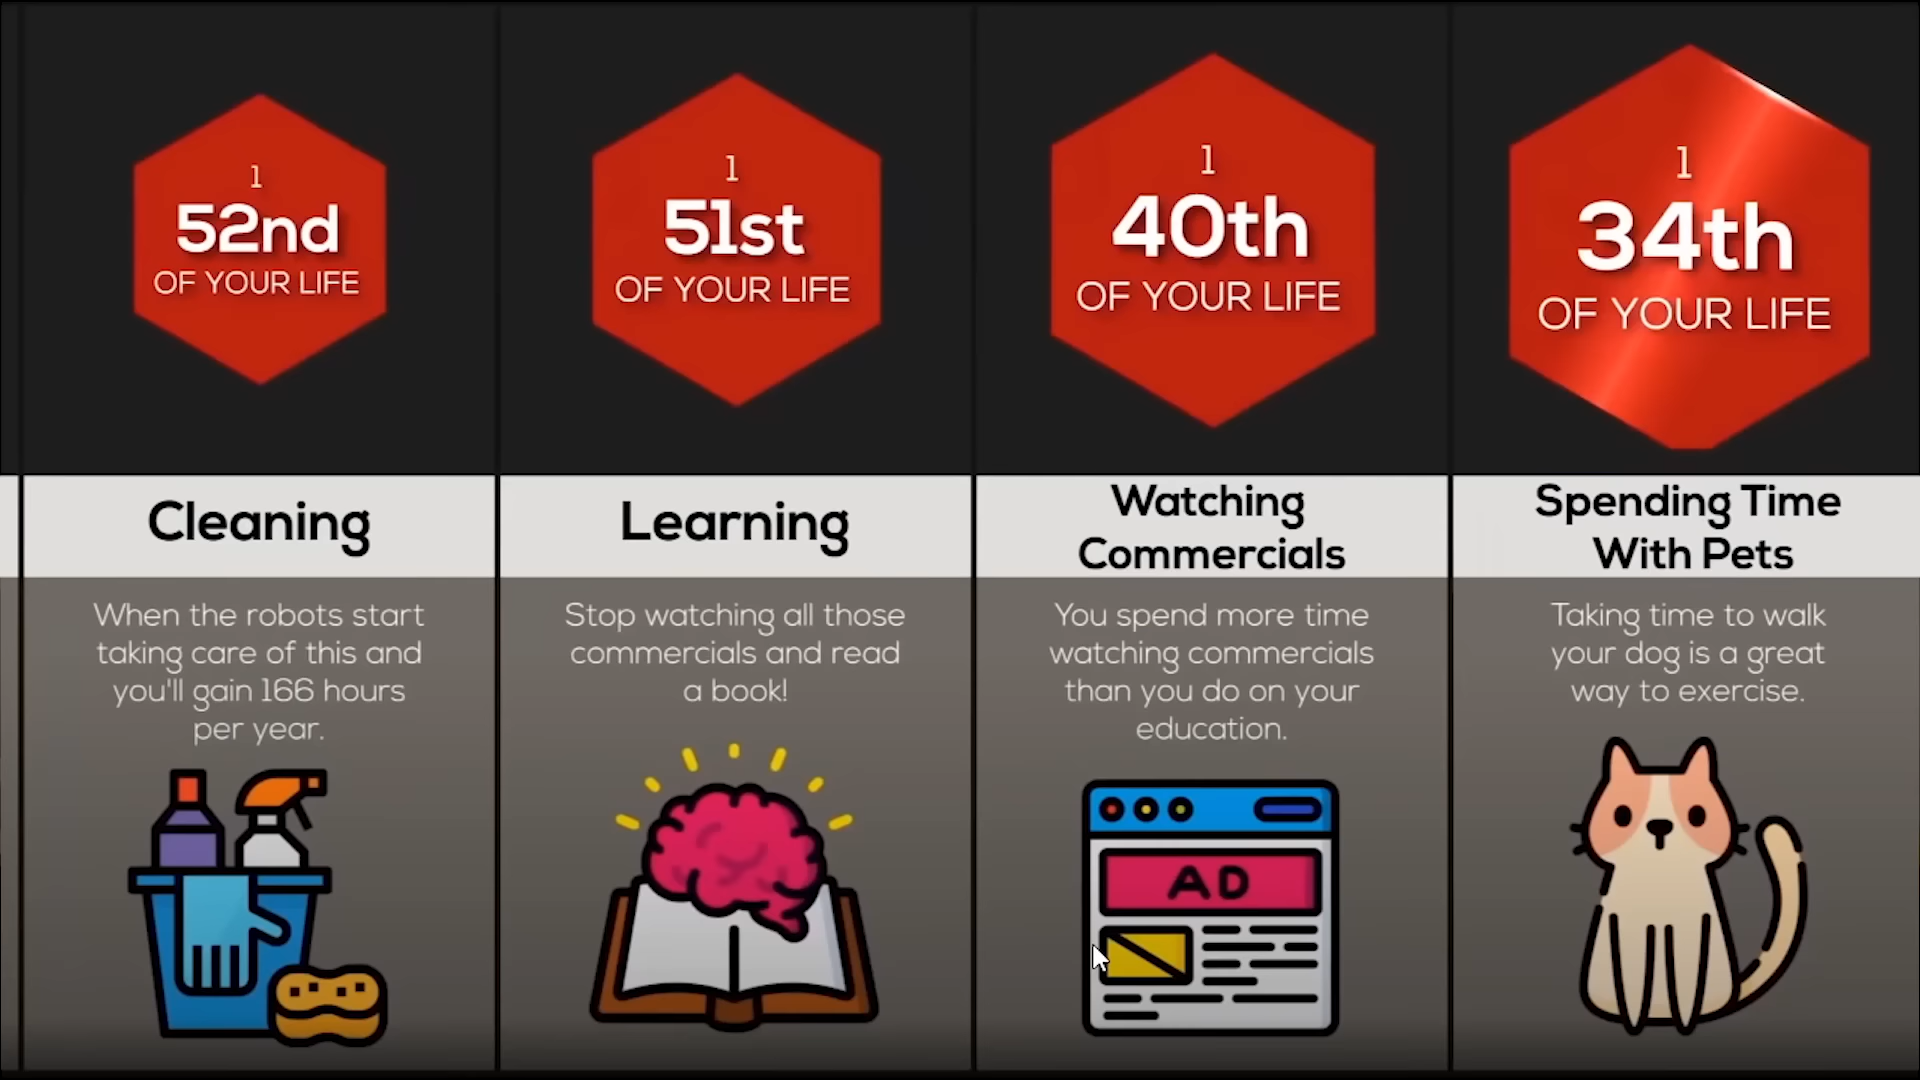 1
52nd
OF YOUR LIFE
Cleaning
When the robots start
taking care of this and
you'll gain 166 hours
per year.
1
51st
OF YOUR LIFE
Learning
Stop watching all those
commercials and read
a book!
1
40th
OF YOUR LIFE
Watching
Commercials
You spend more time
watching commercials
than you do on your
education.
AD
1
34th
OF YOUR LIFE
Spending Time
With Pets
Taking time to walk
your dog is a great
way to exercise.